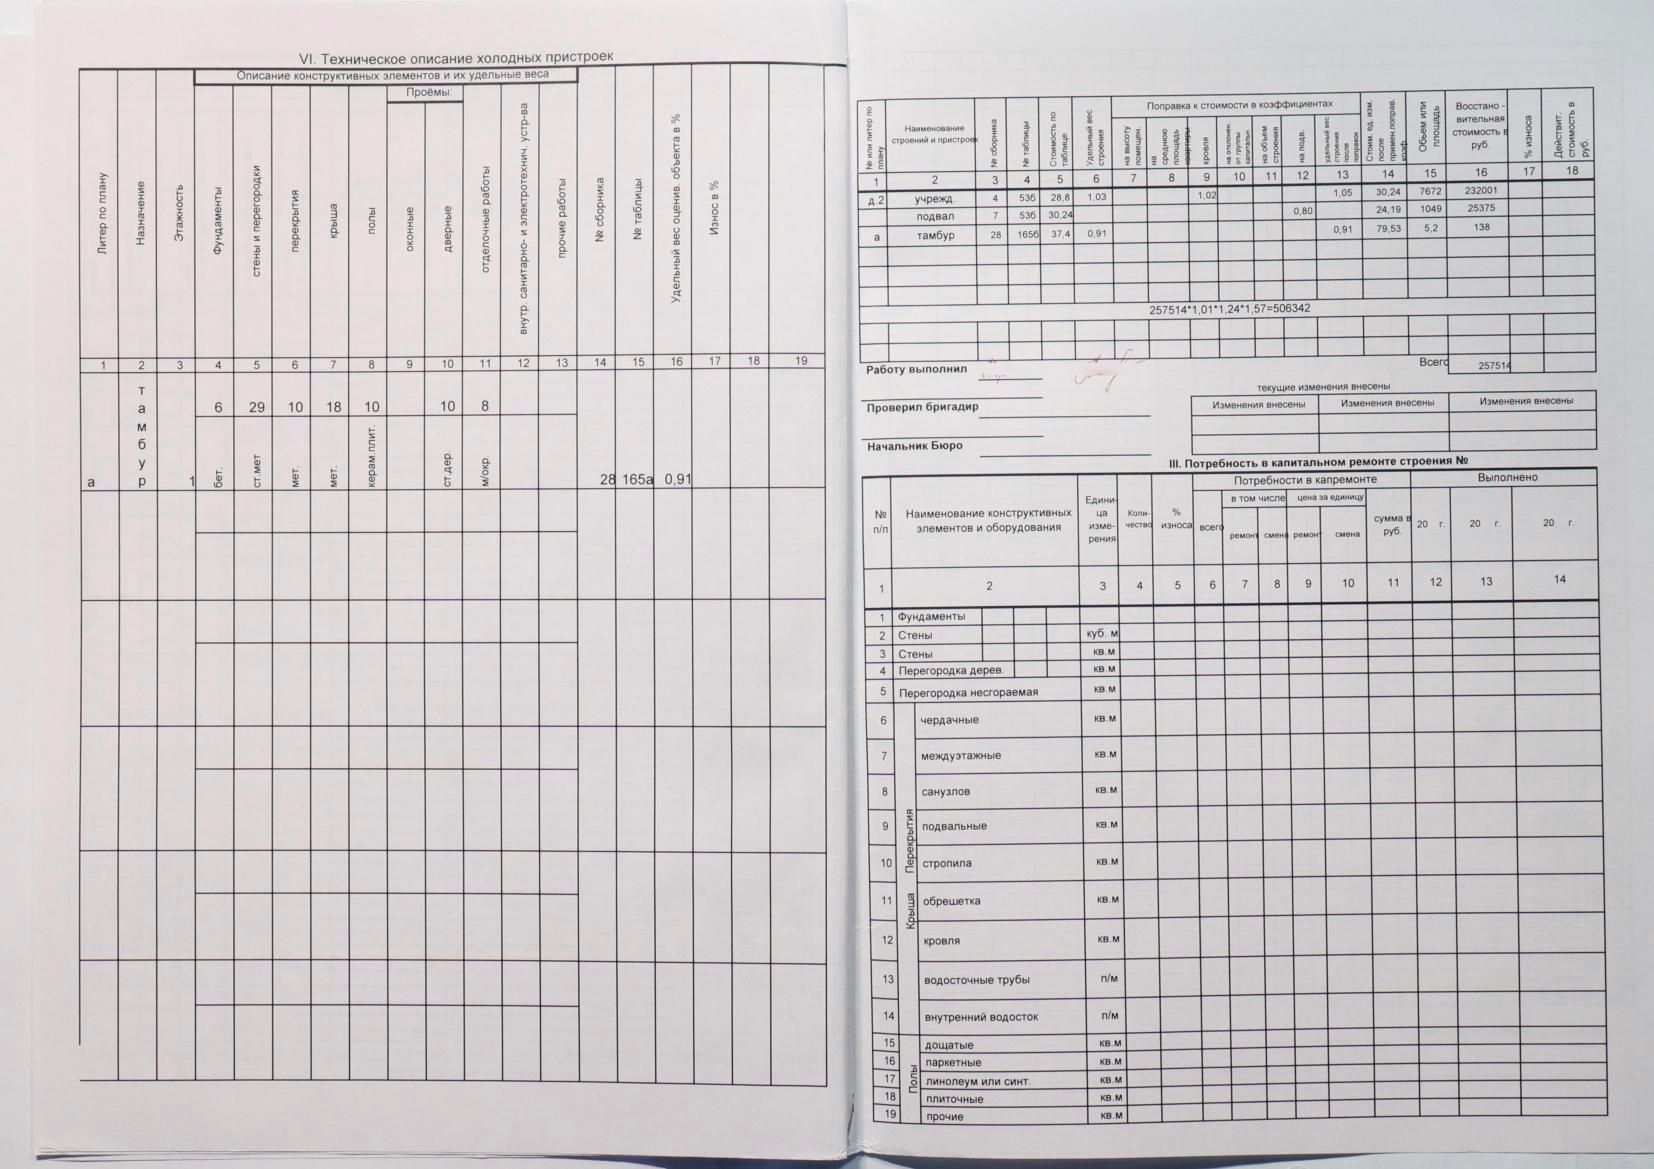 VI. Техническое описание холодных пристроек
Литер по плану
Назначение
Этажность
Описание конструктивных элементов и их удельные веса
Фундаменты
стены и перегородки
перекрытия
крыша
полы
Проёмы:
оконные
дверные
отделочные работы
внутр. санитарно- и электротехнич. устр-ва
прочие работы
№ сборника
№ таблицы
Удельный вес оценив. объекта в %
Износ в %
1 2 3 4 5 6 7 8 9 10 11 12 13 14 15 16 17 18 19
6 29 10 18 10 10 8
а тамбур 1 бет. ст.мет мет. мет. керам.плит. ст.дер. м/окр. 28 165а 0,91
№ или литер по плану
Наименование строений и пристроек
№ сборника
№ таблицы
Стоимость по таблице
Удельный вес строения
Поправка к стоимости в коэффициентах
на высоту помещен.
на среднюю площадь квартиры
кровля
на отклонен. от группы капитальн.
на объем строения
на подв.
удельный вес строения после поправок
Стоим. ед. изм. после примен.поправ. коэф.
Объем или площадь
Восстано - вительная стоимость в руб.
% износа
Действит. стоимость в руб.
1 2 3 4 5 6 7 8 9 10 11 12 13 14 15 16 17 18
д.2 учрежд. 4 53б 28,8 1,03 1,02 1,05 30,24 7672 232001
подвал 7 53б 30,24 0,80 24,19 1049 25375
а тамбур 28 165б 37,4 0,91 0,91 79,53 5,2 138
257514*1,01*1,24*1,57=506342
Всего 257514
Работу выполнил
Проверил бригадир
Начальник Бюро
текущие изменения внесены
Изменения внесены Изменения внесены Изменения внесены
III. Потребность в капитальном ремонте строения №
№ п/п
Наименование конструктивных элементов и оборудования
Едини- ца изме- рения
Коли- чество
% износа
Потребности в капремонте
всего
в том числе
ремонт смена
цена за единицу
ремонт смена
сумма в руб.
Выполнено
20 г. 20 г. 20 г.
1 2 3 4 5 6 7 8 9 10 11 12 13 14
1 Фундаменты
2 Стены куб. м
3 Стены кв.м
4 Перегородка дерев. кв.м
5 Перегородка несгораемая кв.м
Перекрытия
6 чердачные кв.м
7 междуэтажные кв.м
8 санузлов кв.м
9 подвальные кв.м
Крыша
10 стропила кв.м
11 обрешетка кв.м
12 кровля кв.м
13 водосточные трубы п/м
14 внутренний водосток п/м
Полы
15 дощатые кв.м
16 паркетные кв.м
17 линолеум или синт. кв.м
18 плиточные кв.м
19 прочие кв.м